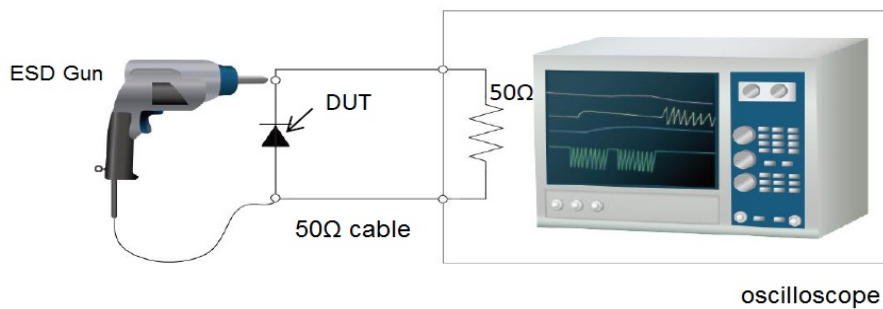 ESD Gun
DUT
50Ω
50Ω cable
oscilloscope